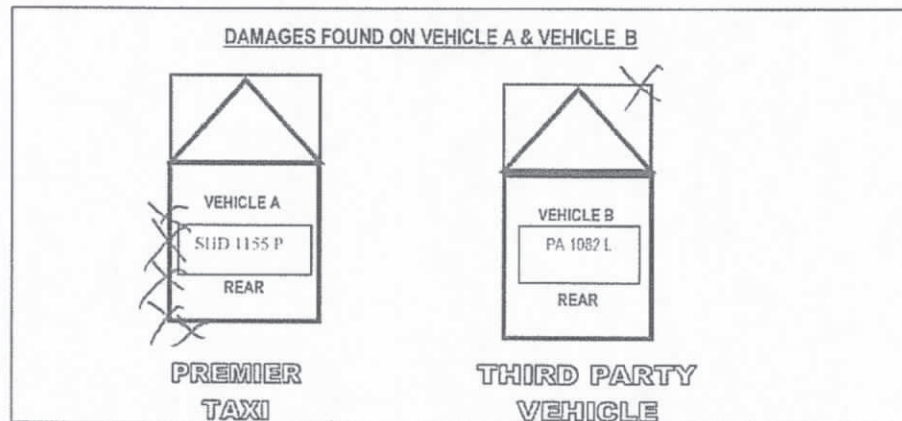 DAMAGES FOUND ON VEHICLE A & VEHICLE B
VEHICLE A
SHD 1155 P
REAR
PREMIER
TAXI
VEHICLE B
PA 1082 L
REAR
THIRD PARTY
VEHICLE